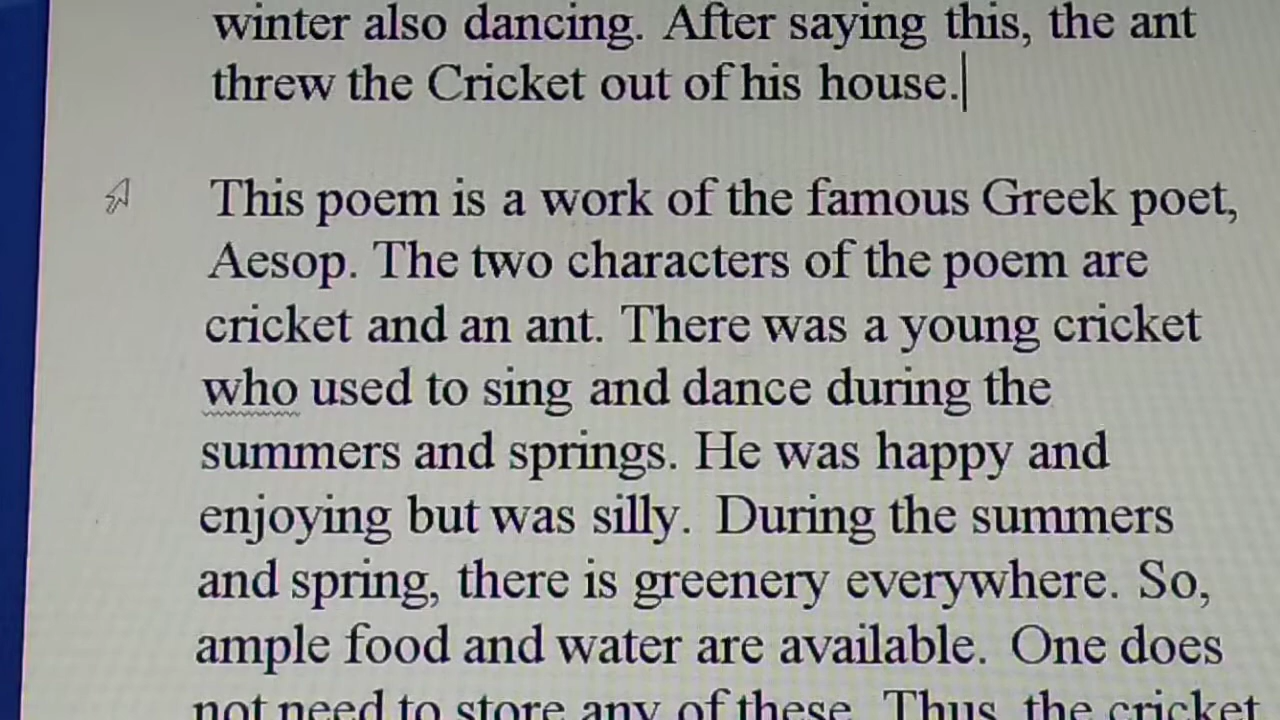 winter also dancing. After saying this, the ant
threw the Cricket out of his house.
This poem is a work of the famous Greek poet,
Aesop. The two characters of the poem are
cricket and an ant. There was a young cricket
who used to sing and dance during the
summers and springs. He was happy and
enjoying but was silly. During the summers
and spring, there is greenery everywhere. So,
ample food and water are available. One does
not need to store any of these. Thus, the cricket